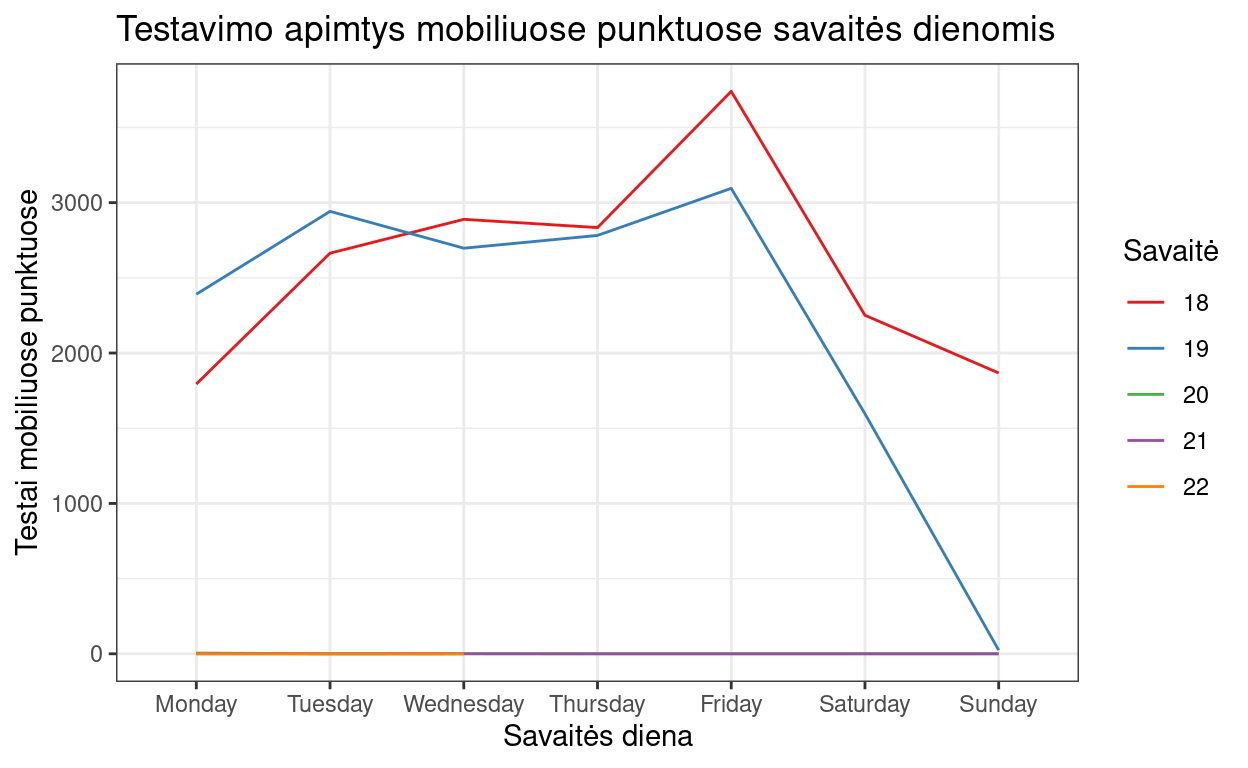 Testavimo apimtys mobiliuose punktuose savaitės dienomis
Testai mobiliuose punktuose
3000
2000
1000
0
Monday Tuesday Wednesday Thursday Friday Saturday Sunday
Savaitės diena
Savaitė
18
19
20
21
22